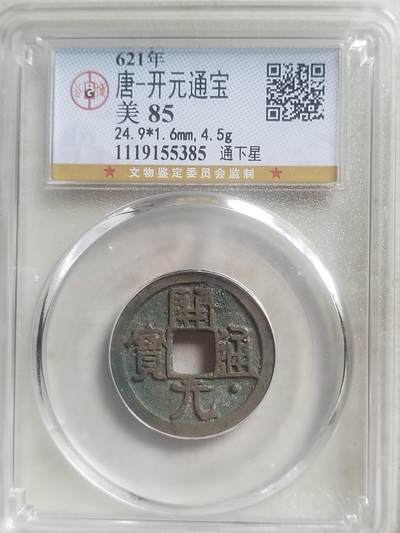 621年
唐-开元通宝
美 85
24.9*1.6mm, 4.5g
1119155385 通下星
★ 文物鉴定委员会监制 ★
開
元
通
寳